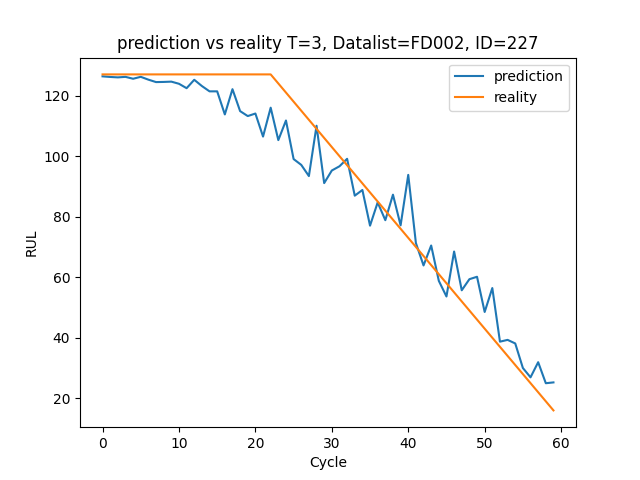 prediction vs reality T=3, Datalist=FD002, ID=227
prediction
reality
120
100
80
60
40
20
RUL
0 10 20 30 40 50 60
Cycle